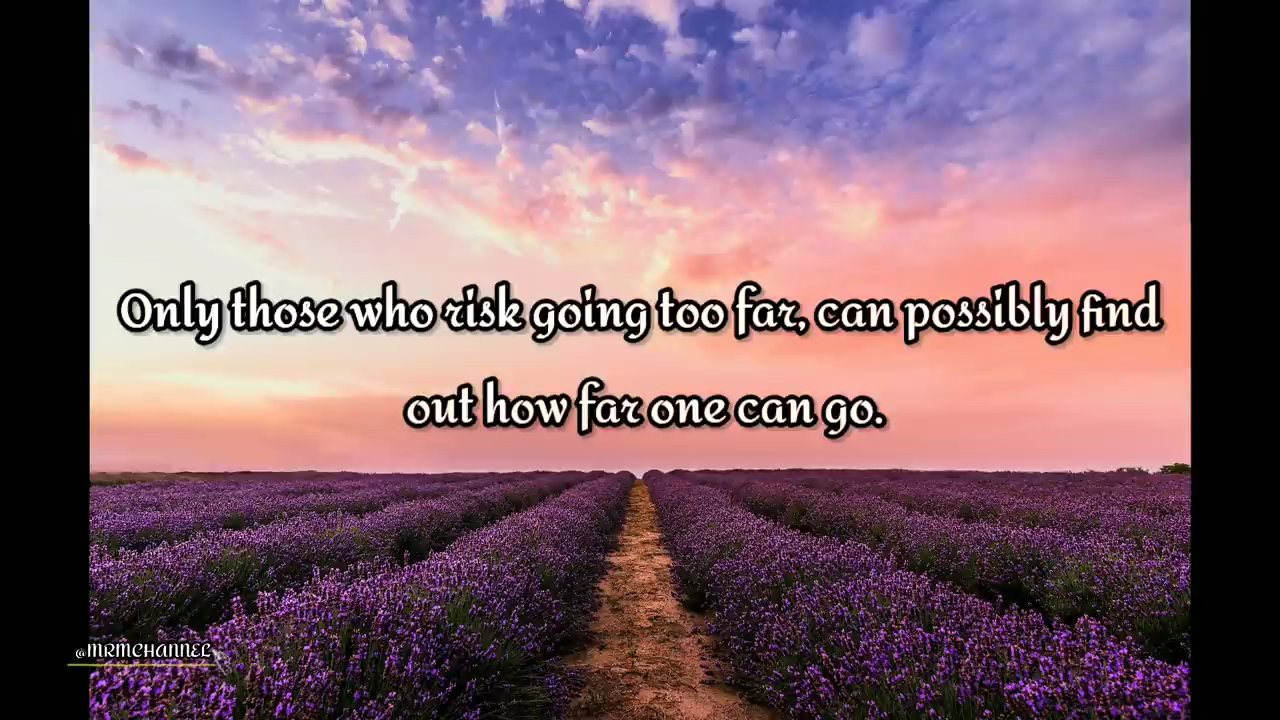 Only those who risk going too far, can possibly find
out how far one can go.
@MRMCHANNEL